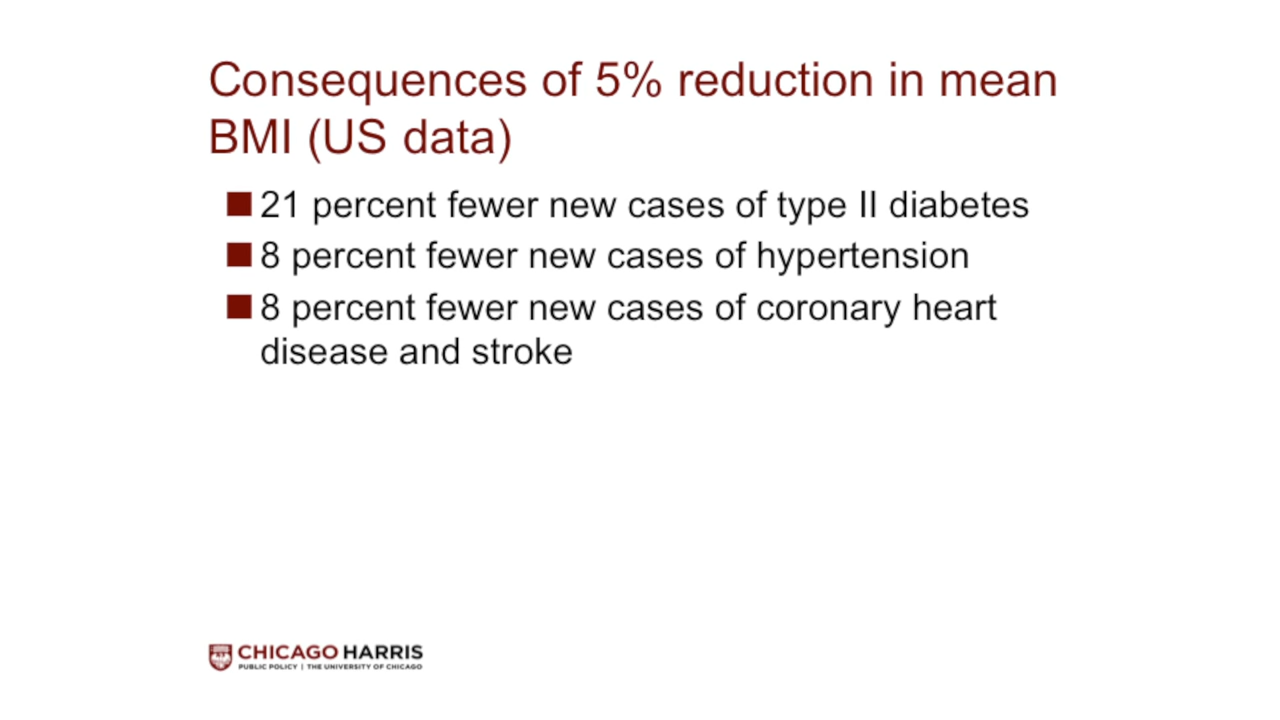 Consequences of 5% reduction in mean
BMI (US data)
21 percent fewer new cases of type II diabetes
8 percent fewer new cases of hypertension
8 percent fewer new cases of coronary heart
disease and stroke
CHICAGO HARRIS
PUBLIC POLICY | THE UNIVERSITY OF CHICAGO